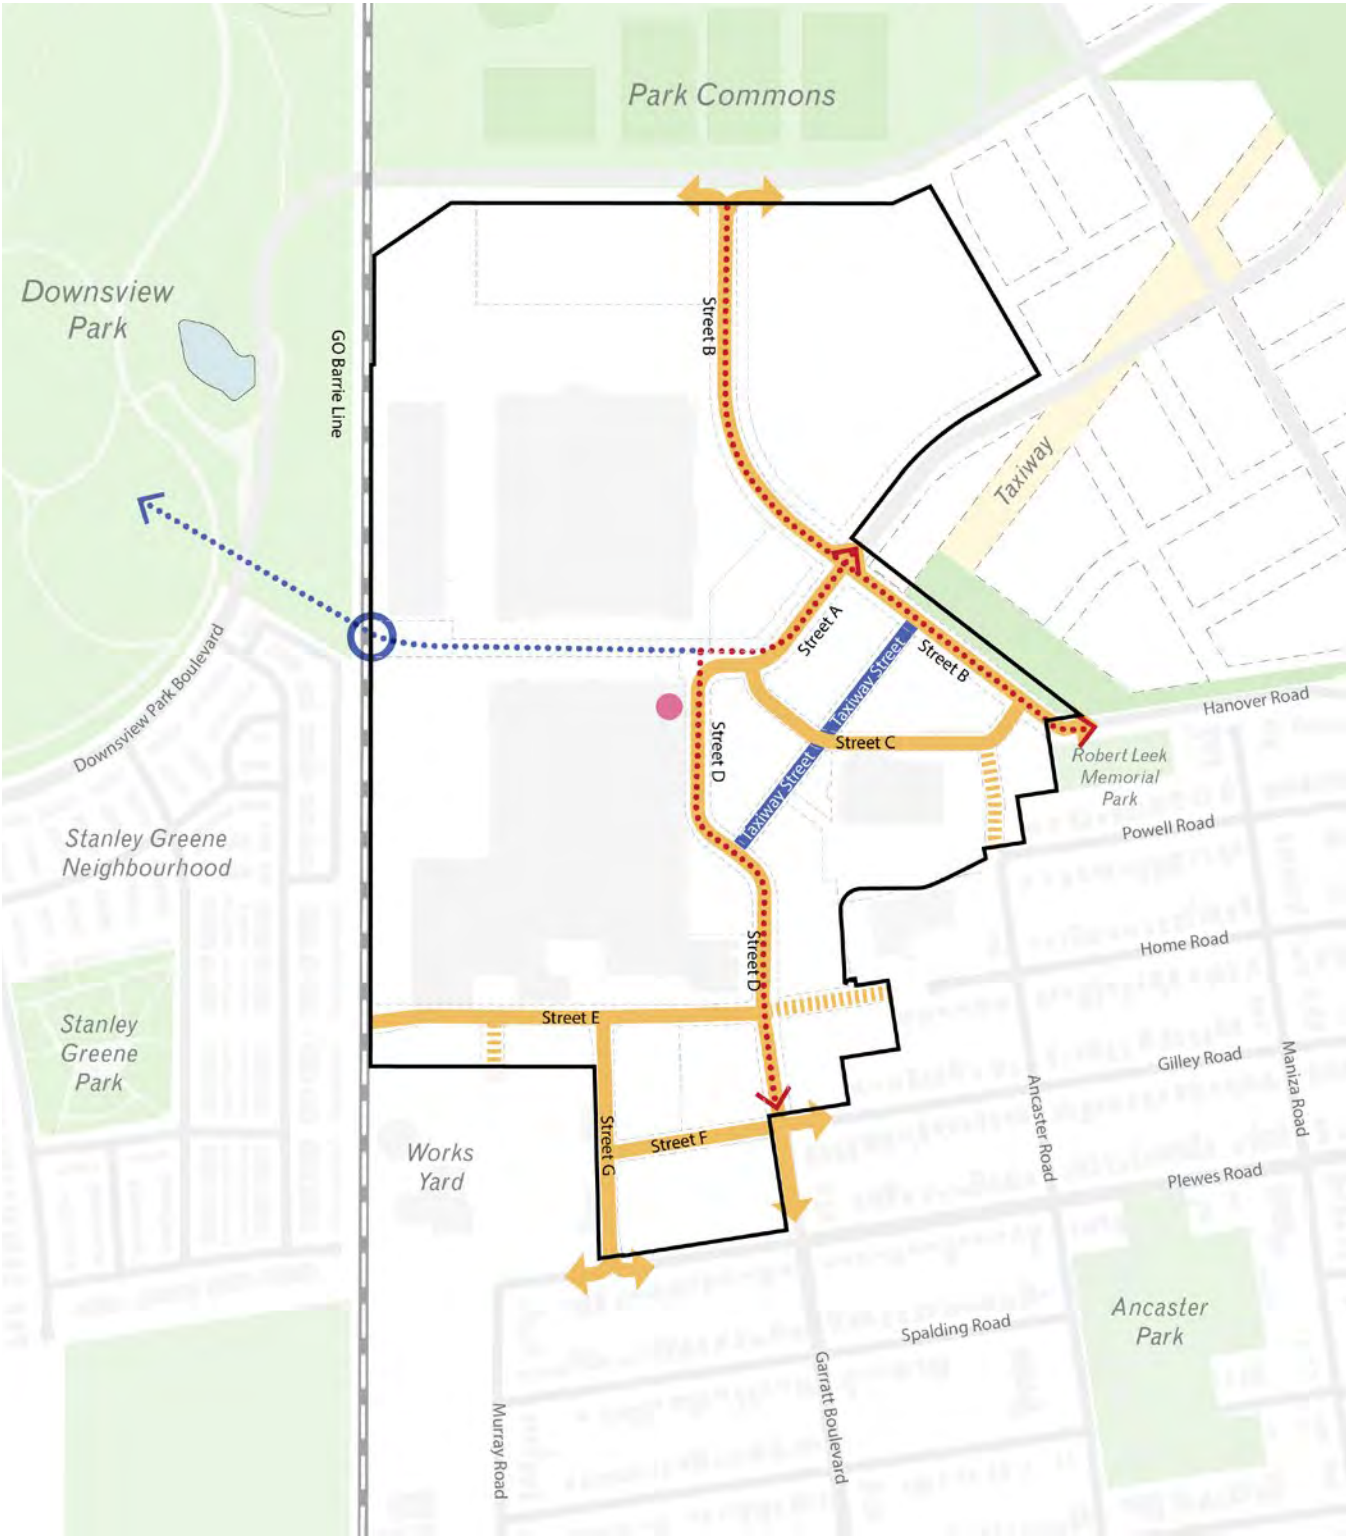 Park Commons
Downsview
Park
GO Barrie Line
Street B
Taxiway
Street A
Taxiway Street
Street B
Hanover Road
Downsview Park Boulevard
Street D
Street C
Taxiway Street
Robert Leek
Memorial
Park
Powell Road
Stanley Greene
Neighbourhood
Home Road
Street D
Street E
Stanley
Greene
Park
Gilley Road
Maniza Road
Ancaster Road
Street G
Street F
Works
Yard
Plewes Road
Ancaster
Park
Spalding Road
Garratt Boulevard
Murray Road